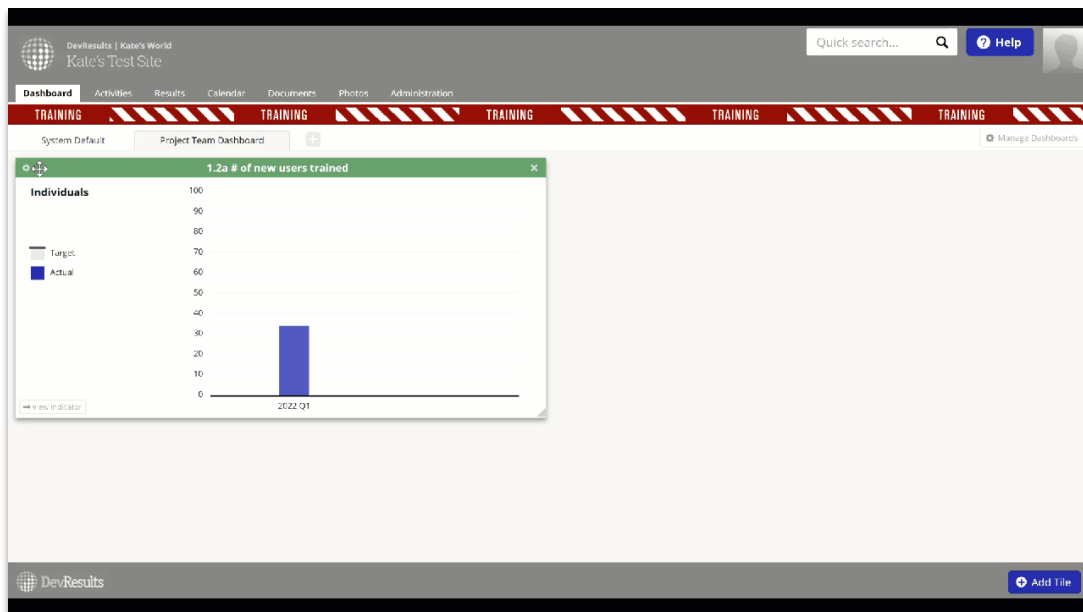 DevResults | Kate's World
Kate's Test Site
Quick search...
Help
Dashboard Activities Results Calendar Documents Photos Administration
TRAINING TRAINING TRAINING TRAINING TRAINING
System Default Project Team Dashboard Manage Dashboards
1.2a # of new users trained
Individuals
Target
Actual
100
90
80
70
60
50
40
30
20
10
0
2022 Q1
View Indicator
DevResults
Add Tile